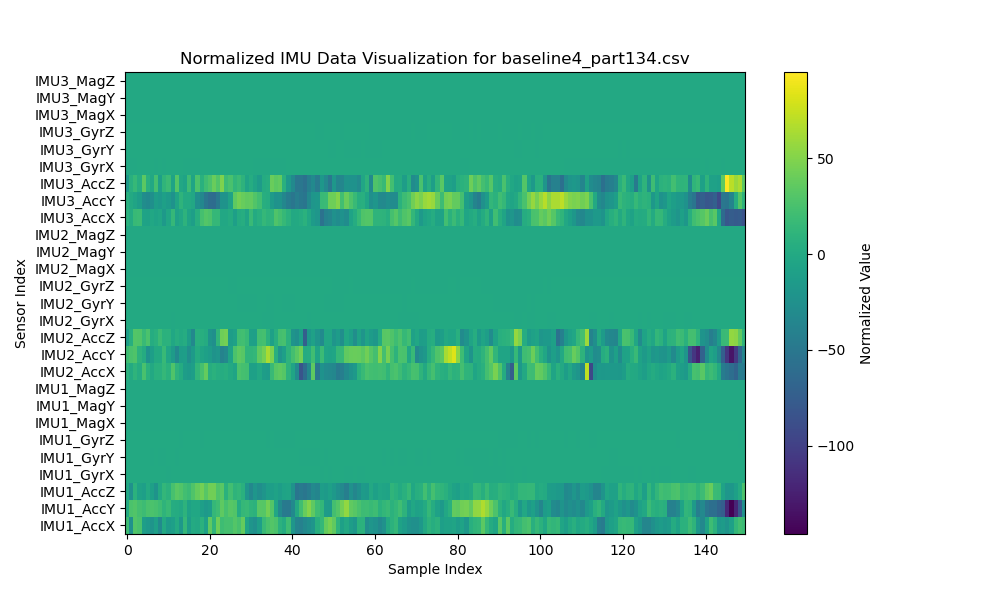 Normalized IMU Data Visualization for baseline4_part134.csv
IMU3_MagZ
IMU3_MagY
IMU3_MagX
IMU3_GyrZ
IMU3_GyrY
IMU3_GyrX
IMU3_AccZ
IMU3_AccY
IMU3_AccX
IMU2_MagZ
IMU2_MagY
IMU2_MagX
IMU2_GyrZ
IMU2_GyrY
IMU2_GyrX
IMU2_AccZ
IMU2_AccY
IMU2_AccX
IMU1_MagZ
IMU1_MagY
IMU1_MagX
IMU1_GyrZ
IMU1_GyrY
IMU1_GyrX
IMU1_AccZ
IMU1_AccY
IMU1_AccX
Sensor Index
0 20 40 60 80 100 120 140
Sample Index
50
0
−50
−100
Normalized Value